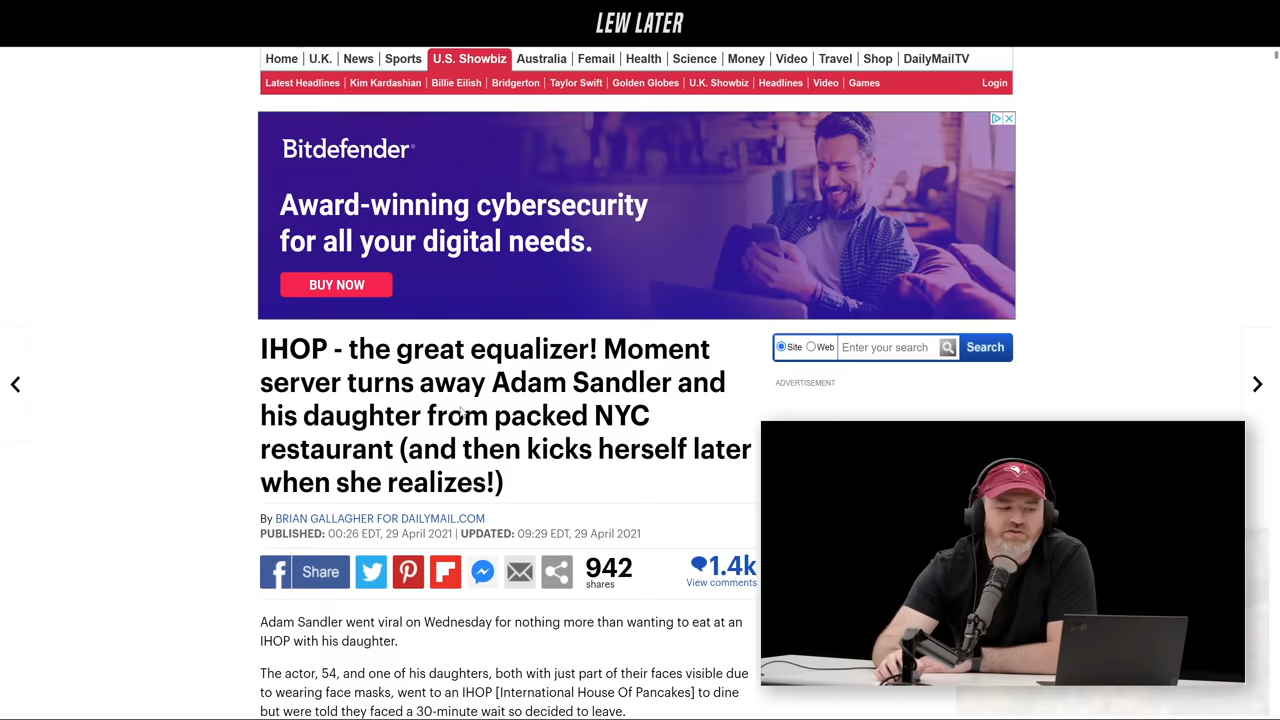 LEW LATER
Home U.K. News Sports U.S. Showbiz Australia Femail Health Science Money Video Travel Shop DailyMailTV
Latest Headlines Kim Kardashian Billie Eilish Bridgerton Taylor Swift Golden Globes U.K. Showbiz Headlines Video Games Login
Bitdefender
Award-winning cybersecurity
for all your digital needs.
BUY NOW
IHOP - the great equalizer! Moment
server turns away Adam Sandler and
his daughter from packed NYC
restaurant (and then kicks herself later
when she realizes!)
Site Web Enter your search Search
ADVERTISEMENT
By BRIAN GALLAGHER FOR DAILYMAIL.COM
PUBLISHED: 00:26 EDT, 29 April 2021 | UPDATED: 09:29 EDT, 29 April 2021
Share 942 shares 1.4k View comments
Adam Sandler went viral on Wednesday for nothing more than wanting to eat at an
IHOP with his daughter.
The actor, 54, and one of his daughters, both with just part of their faces visible due
to wearing face masks, went to an IHOP [International House Of Pancakes] to dine
but were told they faced a 30-minute wait so decided to leave.